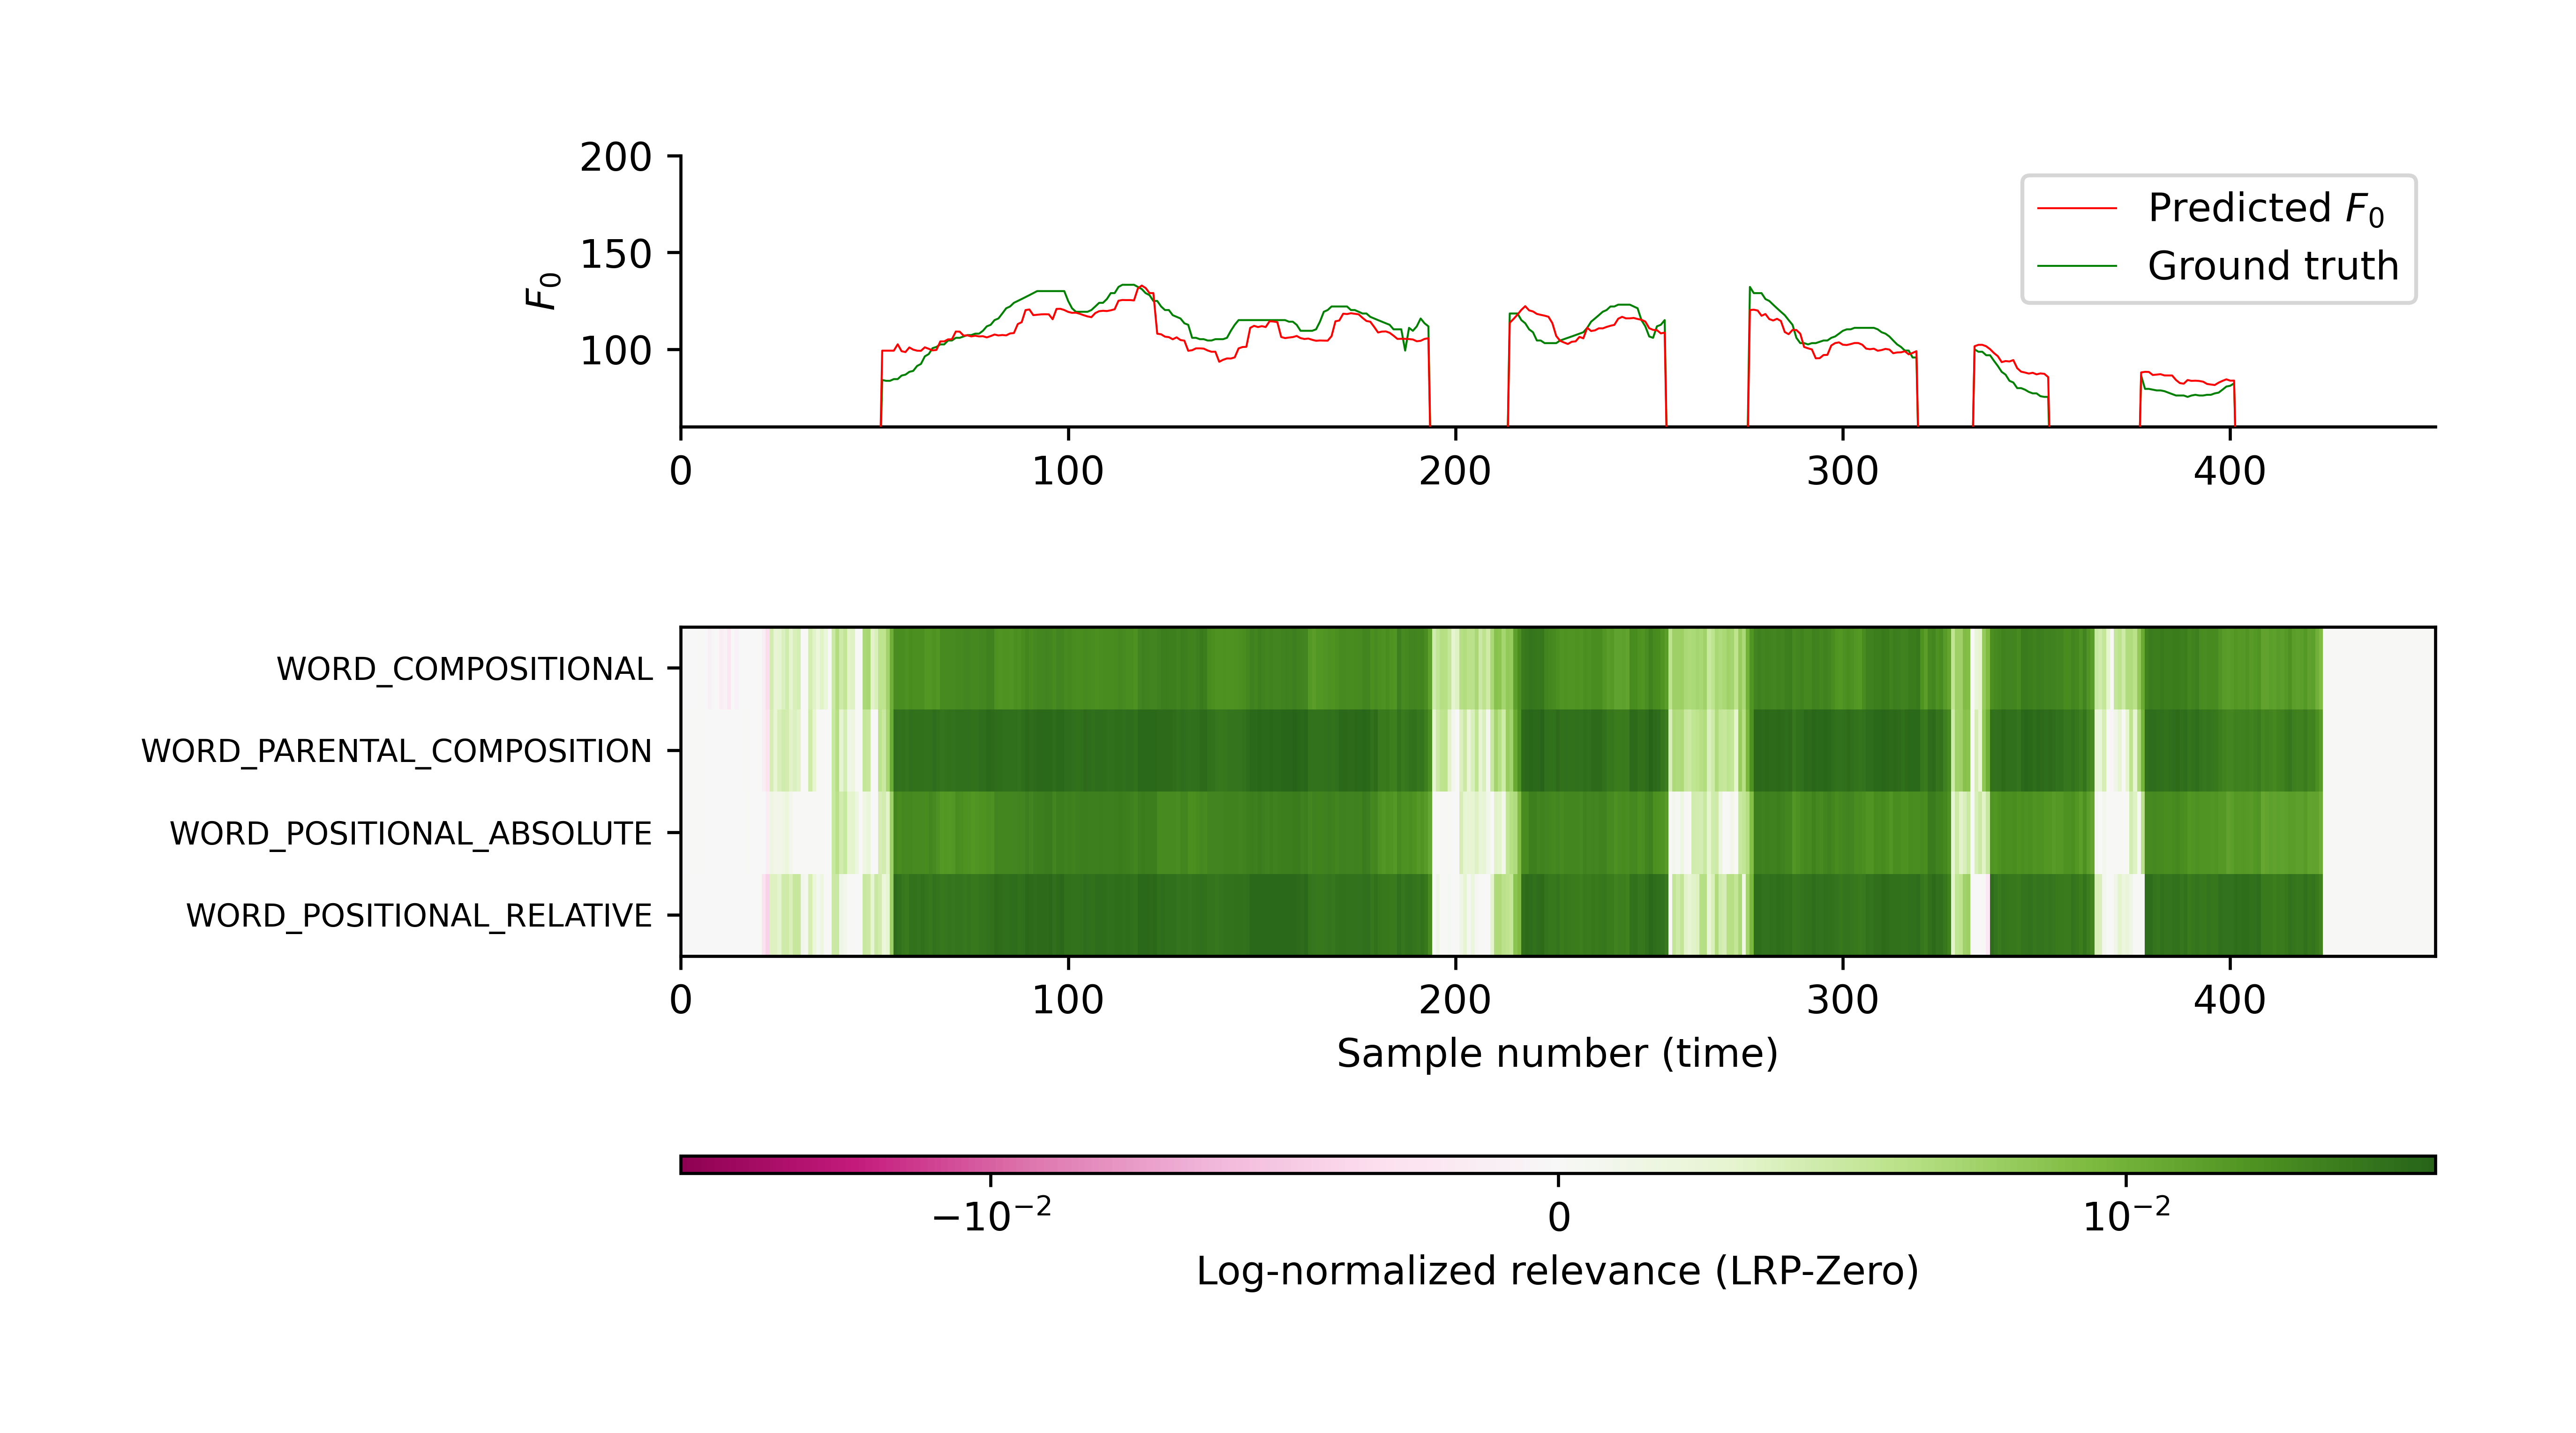 200
150
100
F₀
Predicted F₀
Ground truth
0 100 200 300 400
WORD_COMPOSITIONAL
WORD_PARENTAL_COMPOSITION
WORD_POSITIONAL_ABSOLUTE
WORD_POSITIONAL_RELATIVE
0 100 200 300 400
Sample number (time)
−10⁻² 0 10⁻²
Log-normalized relevance (LRP-Zero)